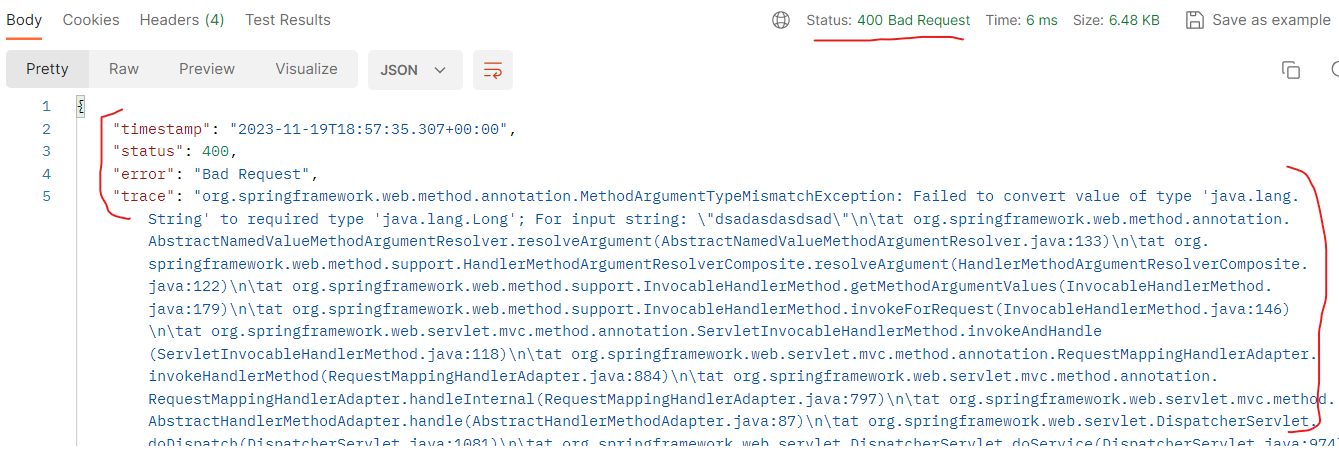 Body Cookies Headers (4) Test Results Status: 400 Bad Request Time: 6 ms Size: 6.48 KB Save as example
Pretty Raw Preview Visualize JSON
1 {
2 "timestamp": "2023-11-19T18:57:35.307+00:00",
3 "status": 400,
4 "error": "Bad Request",
5 "trace": "org.springframework.web.method.annotation.MethodArgumentTypeMismatchException: Failed to convert value of type 'java.lang.
String' to required type 'java.lang.Long'; For input string: \"dsadasdasdsad\"\n\tat org.springframework.web.method.annotation.
AbstractNamedValueMethodArgumentResolver.resolveArgument(AbstractNamedValueMethodArgumentResolver.java:133)\n\tat org.
springframework.web.method.support.HandlerMethodArgumentResolverComposite.resolveArgument(HandlerMethodArgumentResolverComposite.
java:122)\n\tat org.springframework.web.method.support.InvocableHandlerMethod.getMethodArgumentValues(InvocableHandlerMethod.
java:179)\n\tat org.springframework.web.method.support.InvocableHandlerMethod.invokeForRequest(InvocableHandlerMethod.java:146)
\n\tat org.springframework.web.servlet.mvc.method.annotation.ServletInvocableHandlerMethod.invokeAndHandle
(ServletInvocableHandlerMethod.java:118)\n\tat org.springframework.web.servlet.mvc.method.annotation.RequestMappingHandlerAdapter.
invokeHandlerMethod(RequestMappingHandlerAdapter.java:884)\n\tat org.springframework.web.servlet.mvc.method.annotation.
RequestMappingHandlerAdapter.handleInternal(RequestMappingHandlerAdapter.java:797)\n\tat org.springframework.web.servlet.mvc.method.
AbstractHandlerMethodAdapter.handle(AbstractHandlerMethodAdapter.java:87)\n\tat org.springframework.web.servlet.DispatcherServlet.
doDispatch(DispatcherServlet.java:1081)\n\tat org.springframework.web.servlet.DispatcherServlet.doService(DispatcherServlet.java:974)